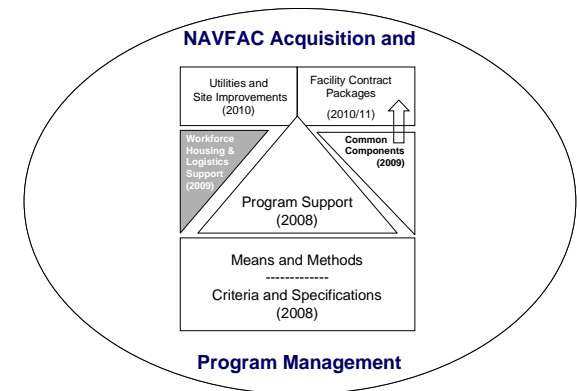 NAVFAC Acquisition and
Utilities and
Site Improvements
(2010)
Facility Contract
Packages
(2010/11)
Workforce
Housing &
Logistics
Support
(2009)
Common
Components
(2009)
Program Support
(2008)
Means and Methods
-------------
Criteria and Specifications
(2008)
Program Management